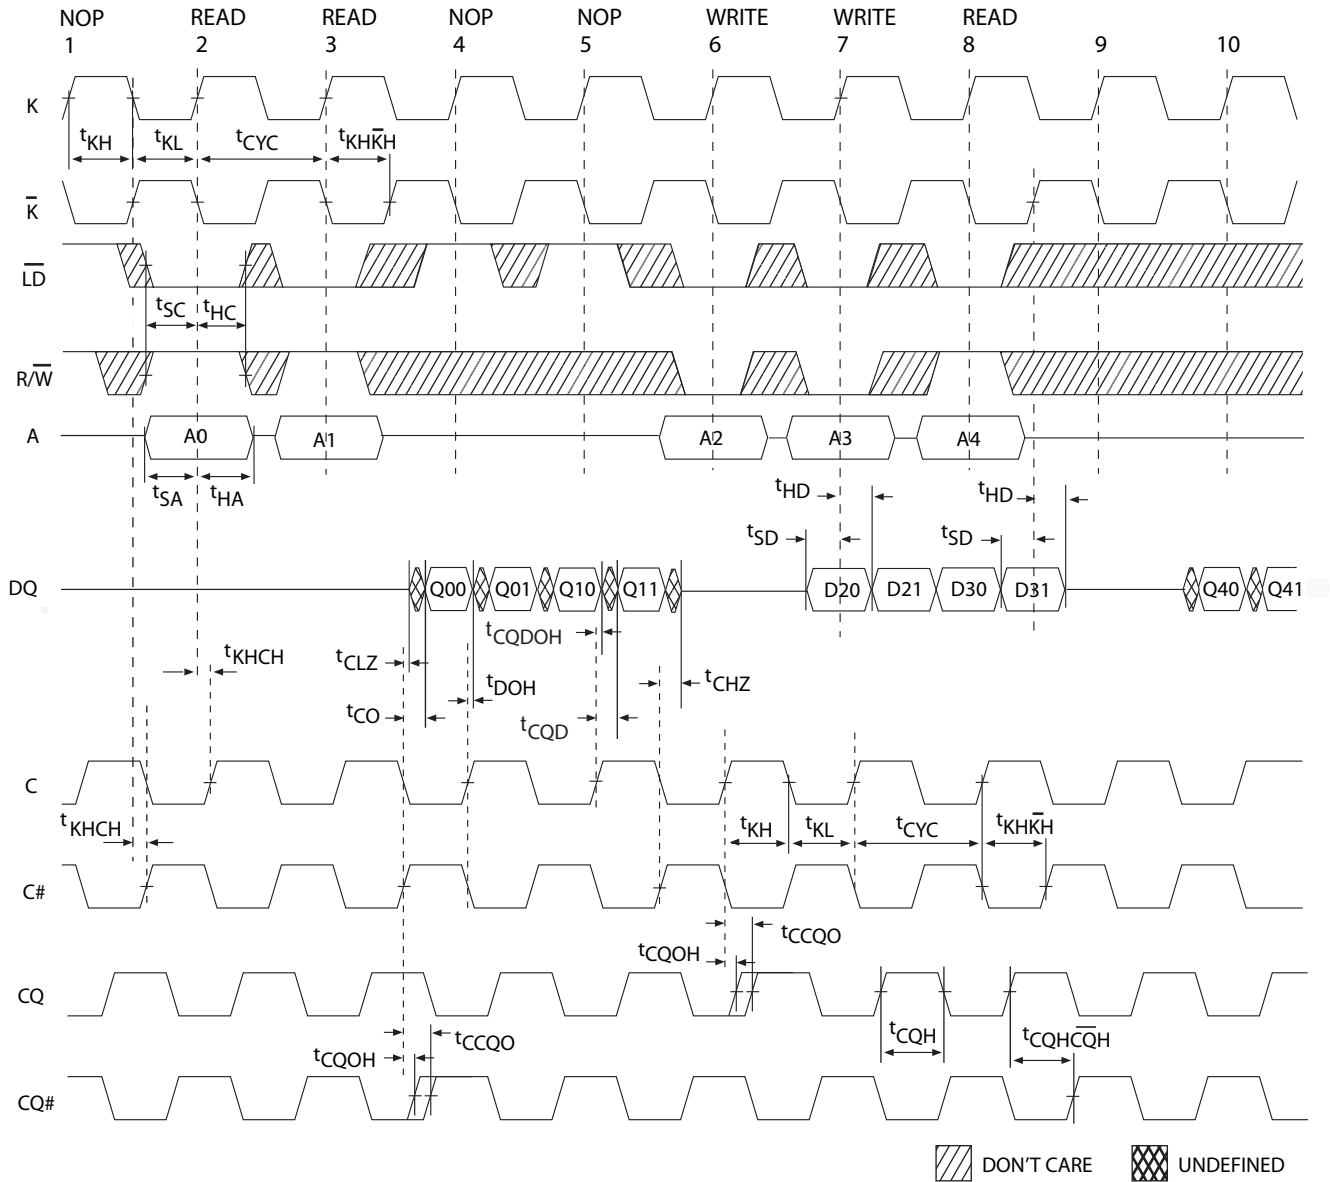 NOP READ READ NOP NOP WRITE WRITE READ
1 2 3 4 5 6 7 8 9 10
K
tKH tKL tCYC tKHK̅H
K̅
L̅D̅
tSC tHC
R/W̅
A A0 A1 A2 A3 A4
tSA tHA tHD tHD
tSD tSD
DQ Q00 Q01 Q10 Q11 D20 D21 D30 D31 Q40 Q41
tCQDOH
tKHCH tCLZ tDOH tCHZ
tCO tCQD
C
tKHCH tKH tKL tCYC tKHK̅H
C#
tCCQO
tCQOH
CQ
tCCQO tCQH tCQHC̅Q̅H
tCQOH
CQ#
DON'T CARE UNDEFINED